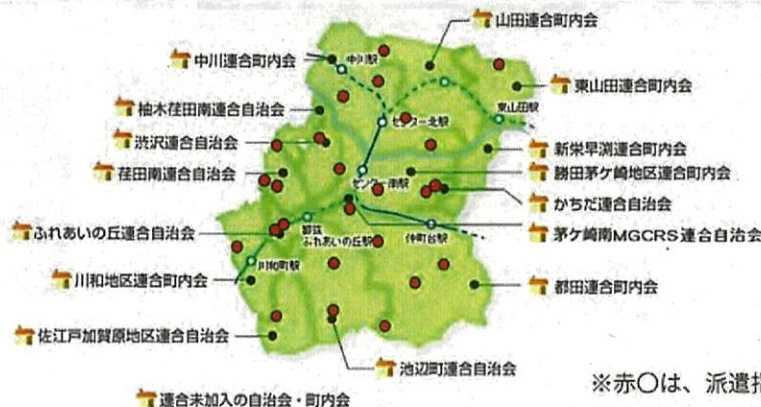 山田連合町内会
中川連合町内会
中川駅
東山田連合町内会
柚木荏田南連合自治会
東山田駅
センター北駅
渋沢連合自治会
新栄早渕連合町内会
荏田南連合自治会
勝田茅ケ崎地区連合町内会
センター南駅
かちだ連合自治会
ふれあいの丘連合自治会
都筑
ふれあいの丘駅
仲町台駅
茅ケ崎南MGCRS連合自治会
川和町駅
川和地区連合町内会
都田連合町内会
佐江戸加賀原地区連合自治会
池辺町連合自治会
※赤〇は、派遣
連合未加入の自治会・町内会